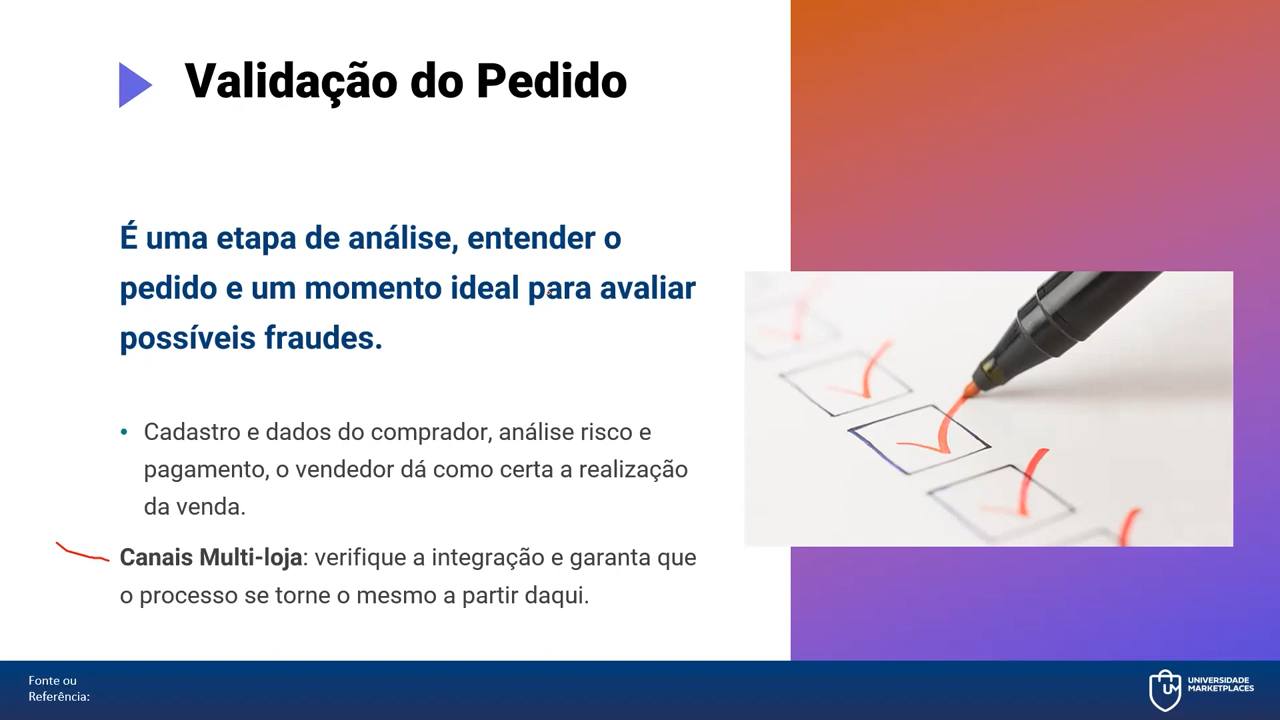 Validação do Pedido
É uma etapa de análise, entender o
pedido e um momento ideal para avaliar
possíveis fraudes.
• Cadastro e dados do comprador, análise risco e
pagamento, o vendedor dá como certa a realização
da venda.
Canais Multi-loja: verifique a integração e garanta que
o processo se torne o mesmo a partir daqui.
Fonte ou
Referência:
UM
UNIVERSIDADE
MARKETPLACES